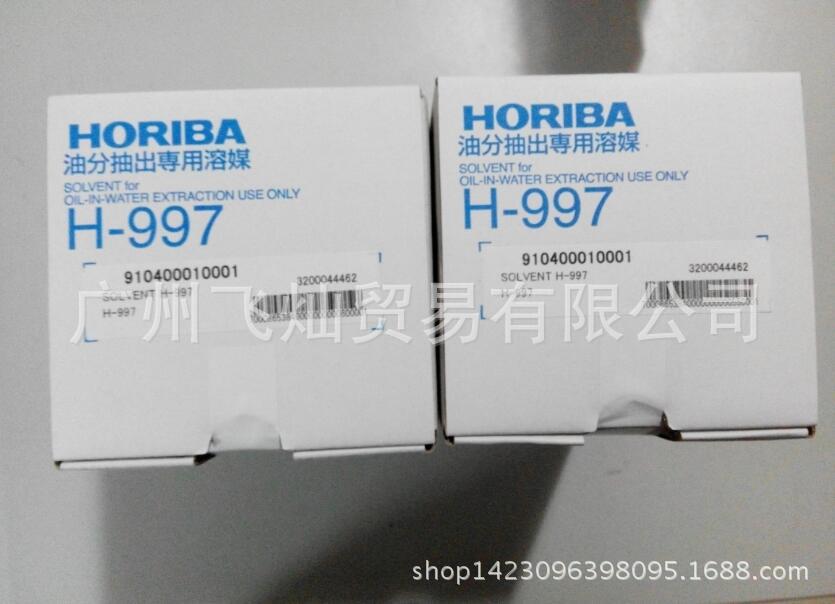 HORIBA
油分抽出専用溶媒
SOLVENT for
OIL-IN-WATER EXTRACTION USE ONLY
H-997
910400010001
3200044462
SOLVENT H-997
H-997
HORIBA
油分抽出専用溶媒
SOLVENT for
OIL-IN-WATER EXTRACTION USE ONLY
H-997
910400010001
3200044462
SOLVENT H-997
H-997
广州飞灿贸易有限公司
shop1423096398095.1688.com